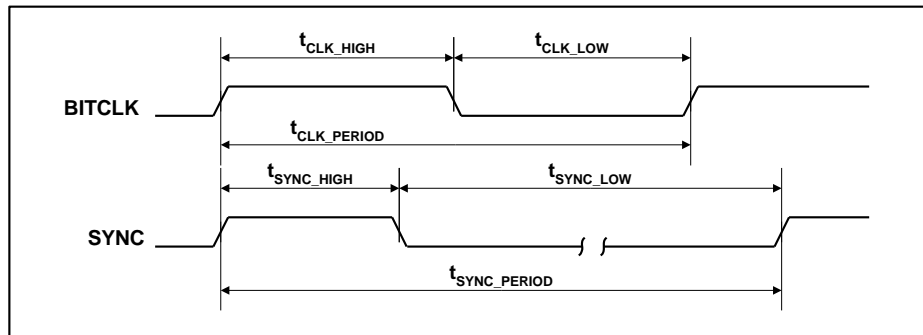 tCLK_HIGH tCLK_LOW
BITCLK
tCLK_PERIOD
tSYNC_HIGH tSYNC_LOW
SYNC
tSYNC_PERIOD